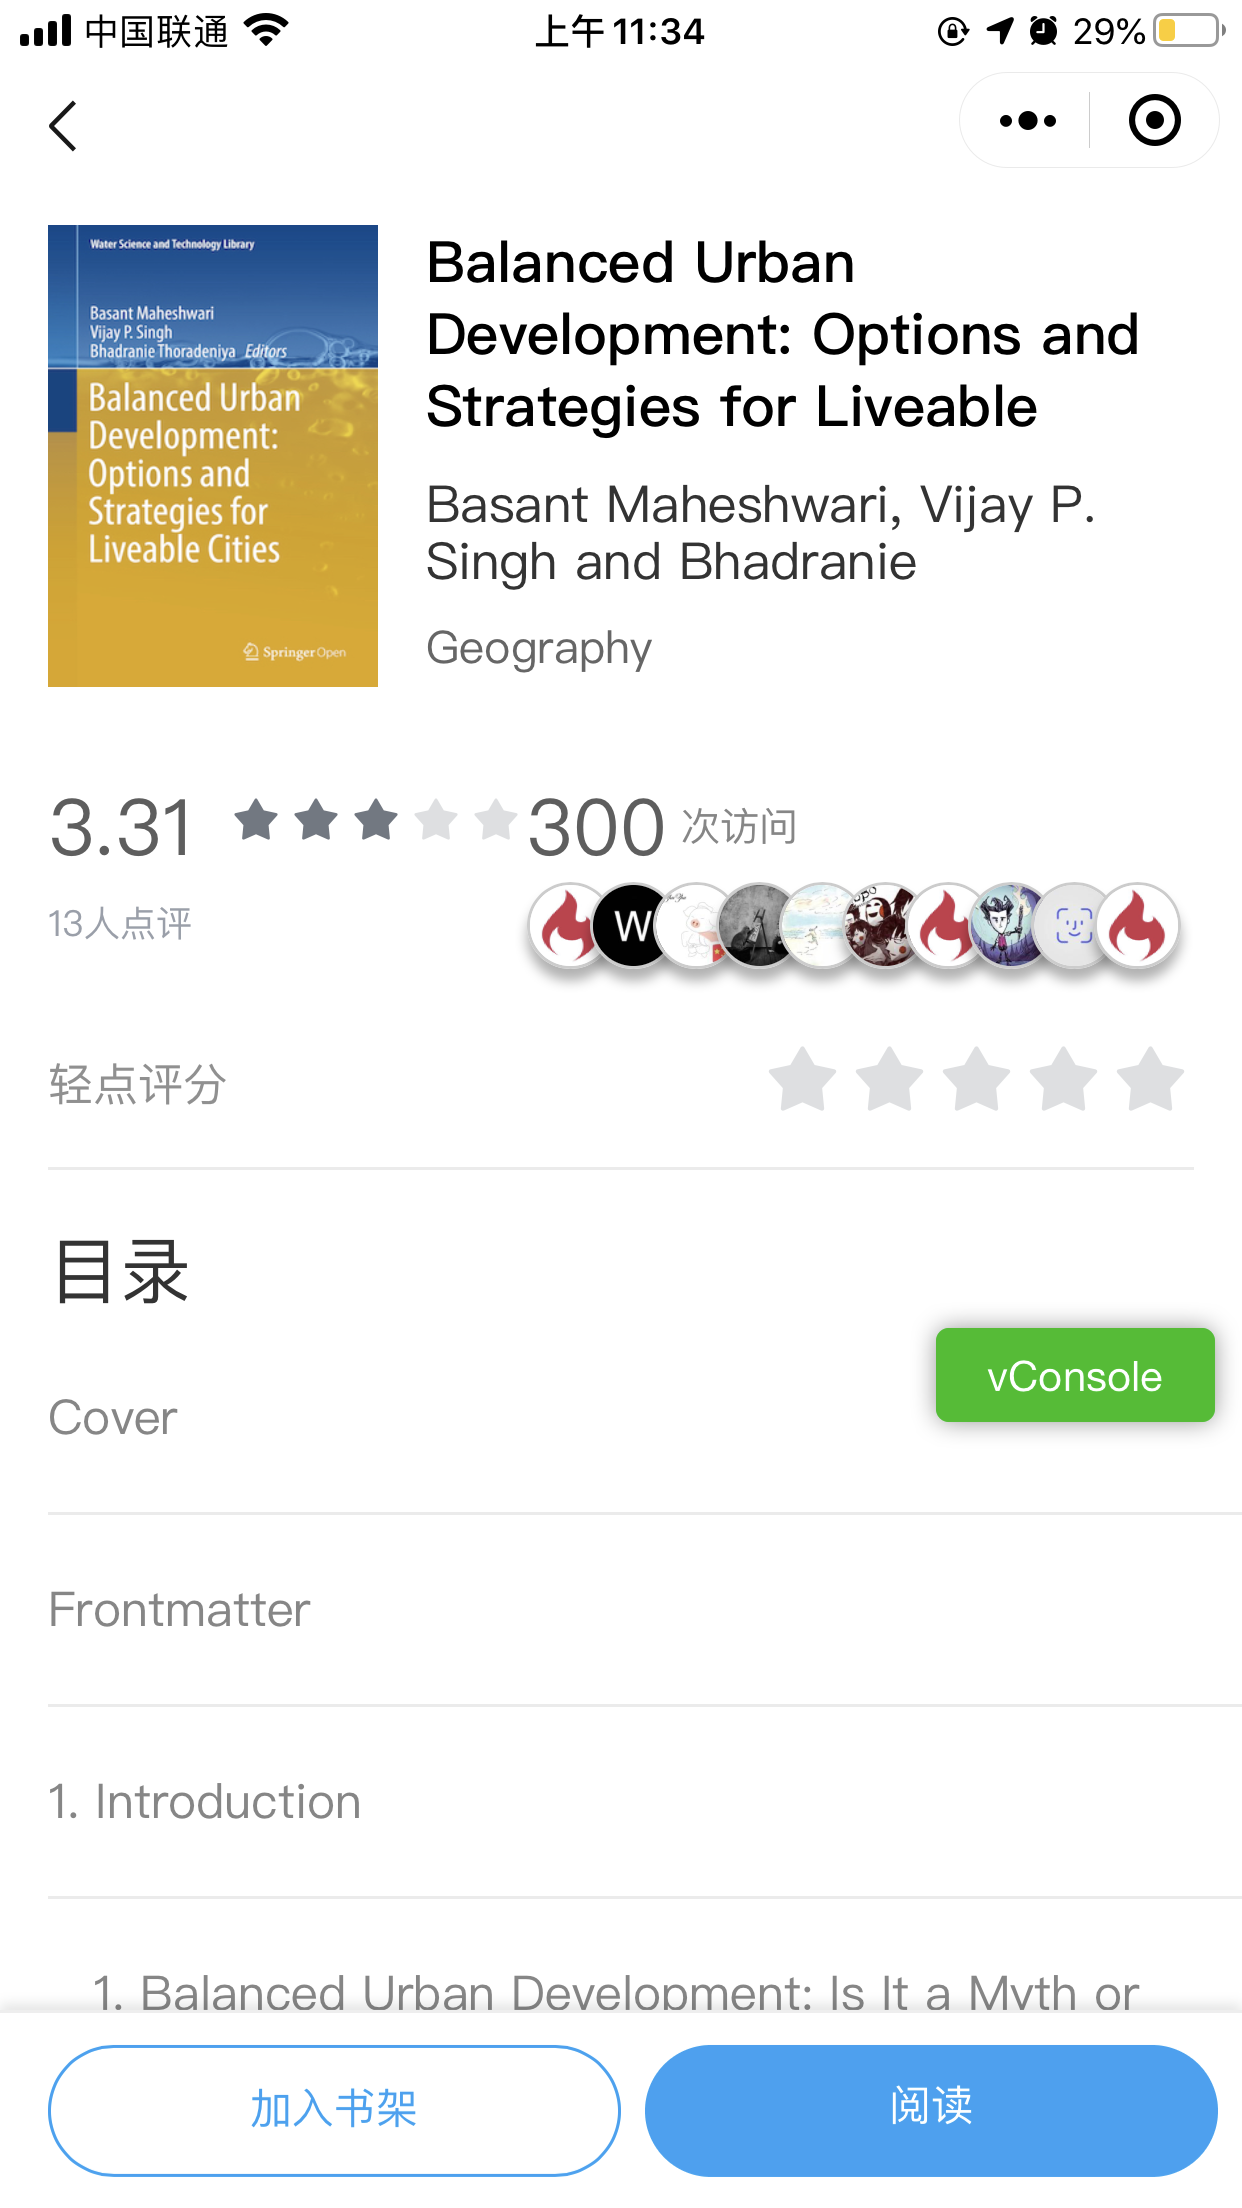 中国联通
上午 11:34
29%
Water Science and Technology Library
Basant Maheshwari
Vijay P. Singh
Bhadranie Thoradeniya Editors
Balanced Urban
Development:
Options and
Strategies for
Liveable Cities
Springer Open
Balanced Urban
Development: Options and
Strategies for Liveable
Basant Maheshwari, Vijay P.
Singh and Bhadranie
Geography
3.31
300 次访问
13人点评
W
轻点评分
目录
vConsole
Cover
Frontmatter
1. Introduction
1. Balanced Urban Development: Is It a Myth or
加入书架
阅读